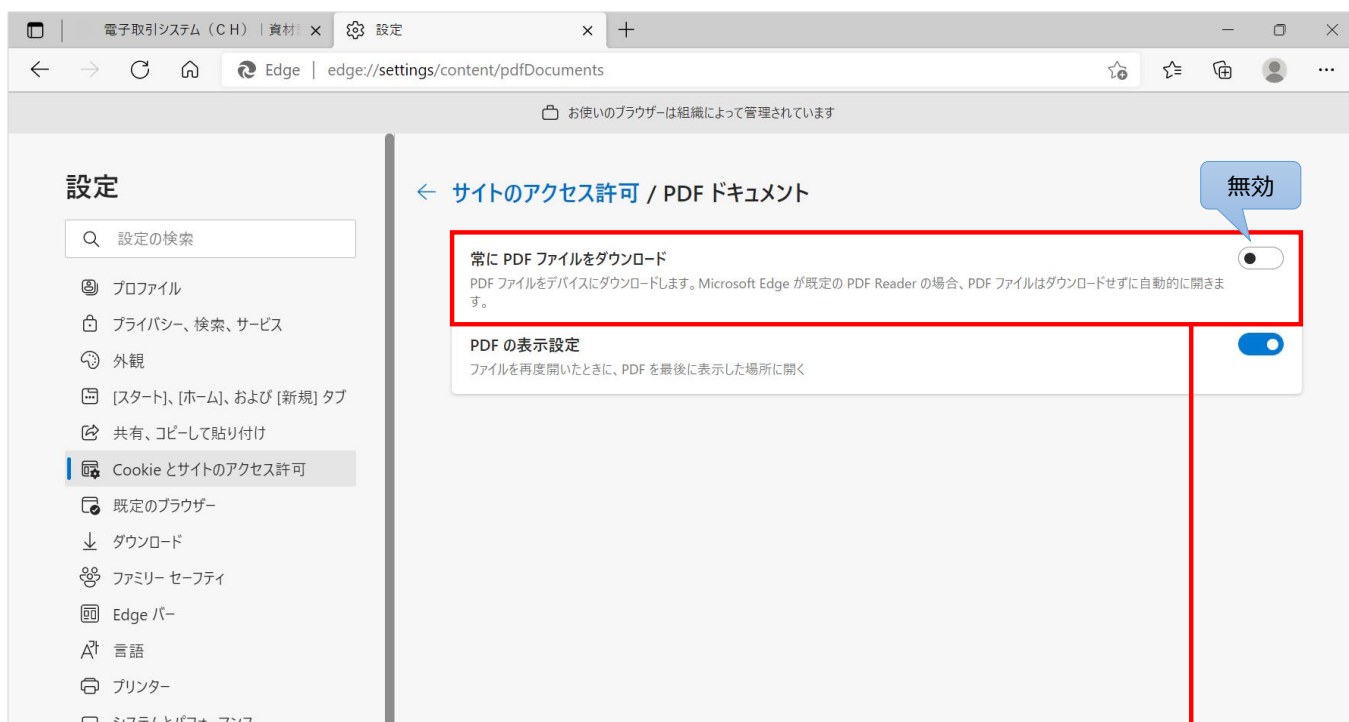 電子取引システム（ＣＨ）｜資材
設定
Edge
edge://settings/content/pdfDocuments
お使いのブラウザーは組織によって管理されています
設定
設定の検索
プロファイル
プライバシー、検索、サービス
外観
[スタート]、[ホーム]、および [新規] タブ
共有、コピーして貼り付け
Cookie とサイトのアクセス許可
既定のブラウザー
ダウンロード
ファミリー セーフティ
Edge バー
言語
プリンター
システムとパフォーマンス
サイトのアクセス許可 / PDF ドキュメント
無効
常に PDF ファイルをダウンロード
PDF ファイルをデバイスにダウンロードします。Microsoft Edge が既定の PDF Reader の場合、PDF ファイルはダウンロードせずに自動的に開きま
す。
PDF の表示設定
ファイルを再度開いたときに、PDF を最後に表示した場所に開く